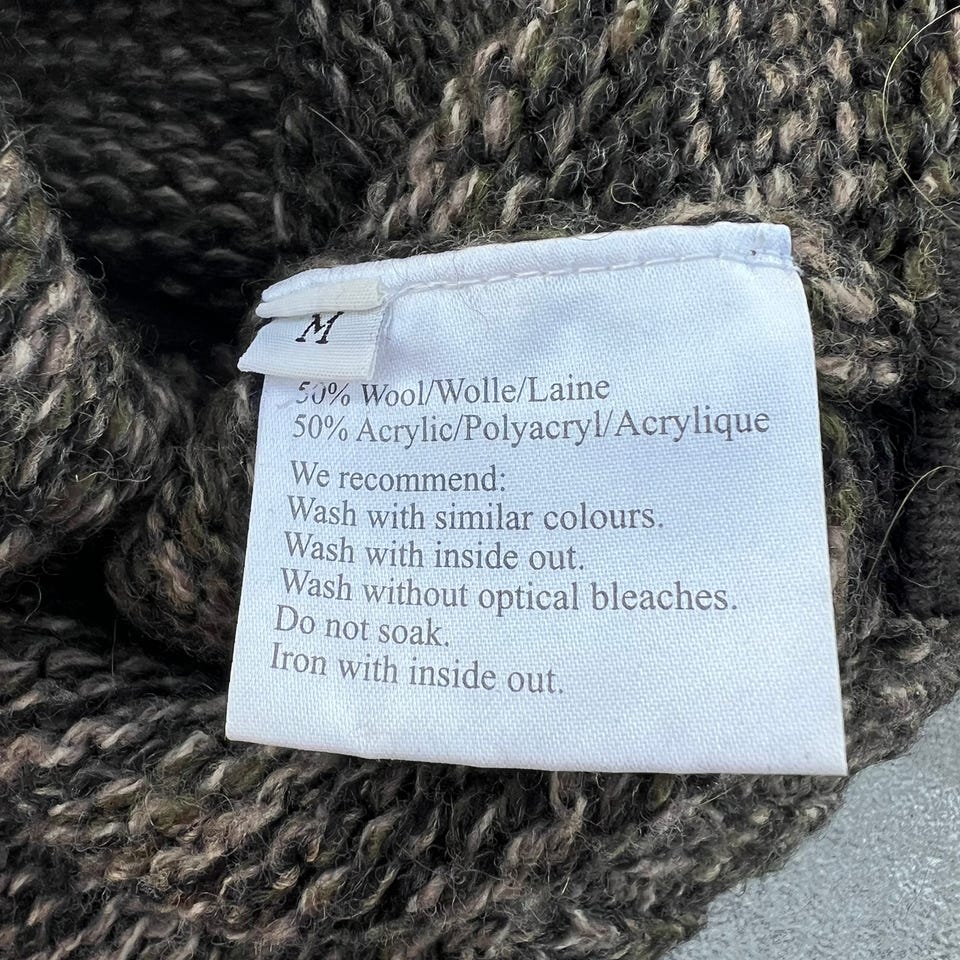 M
50% Wool/Wolle/Laine
50% Acrylic/Polyacryl/Acrylique
We recommend:
Wash with similar colours.
Wash with inside out.
Wash without optical bleaches.
Do not soak.
Iron with inside out.